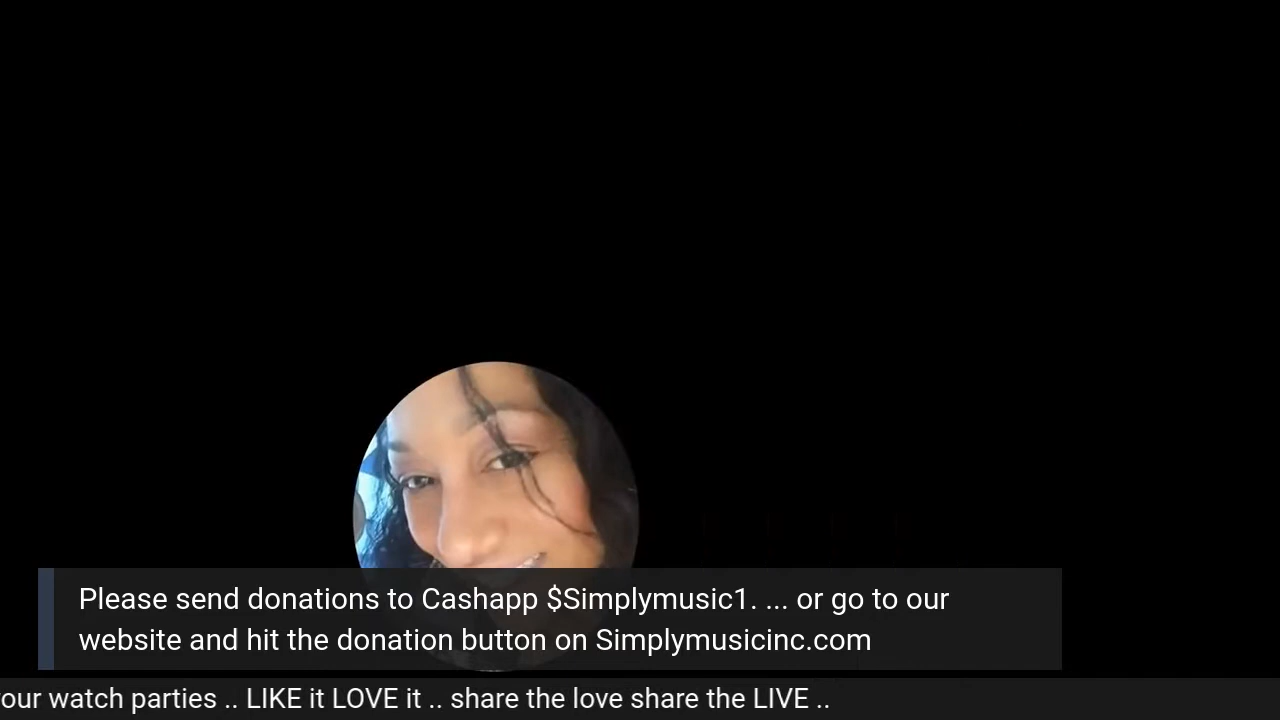 Please send donations to Cashapp $Simplymusic1. ... or go to our
website and hit the donation button on Simplymusicinc.com
our watch parties .. LIKE it LOVE it .. share the love share the LIVE ..